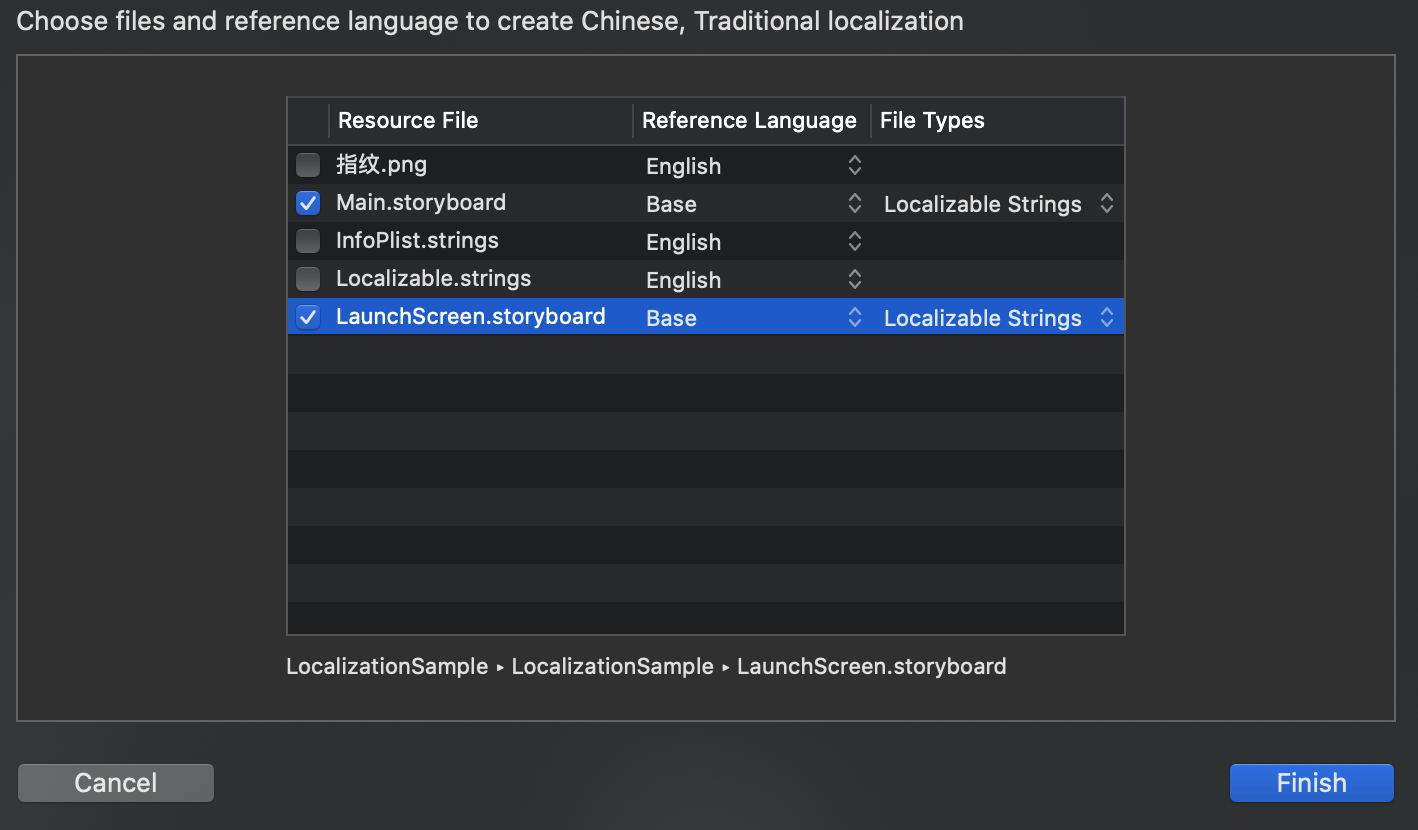 Choose files and reference language to create Chinese, Traditional localization
Resource File Reference Language File Types
指纹.png English
Main.storyboard Base Localizable Strings
InfoPlist.strings English
Localizable.strings English
LaunchScreen.storyboard Base Localizable Strings
LocalizationSample ▸ LocalizationSample ▸ LaunchScreen.storyboard
Cancel Finish